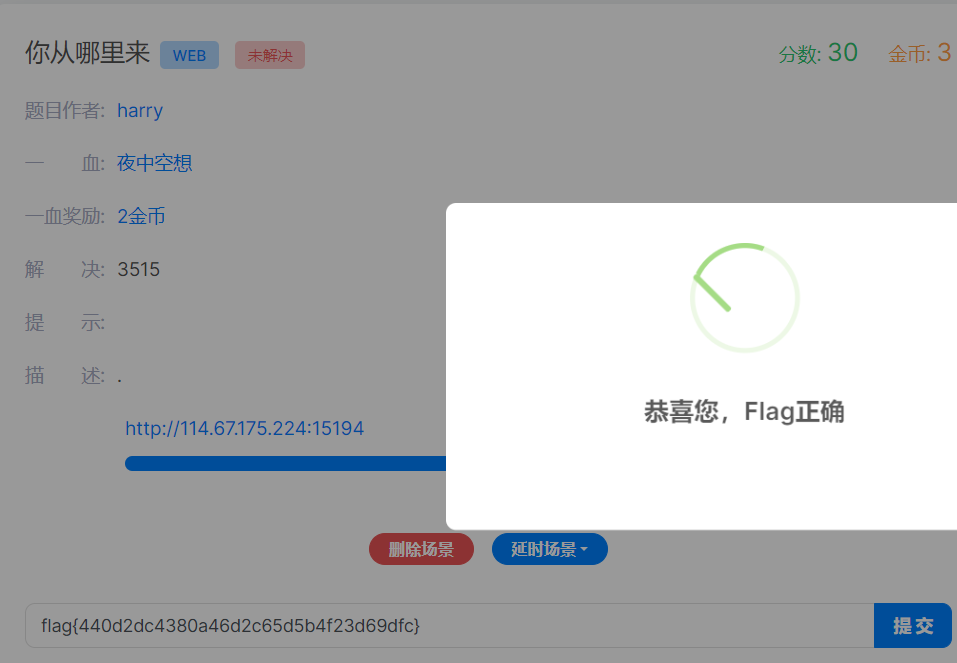 你从哪里来 WEB 未解决 分数: 30 金币: 3
题目作者: harry
一 血: 夜中空想
一血奖励: 2金币
解 决: 3515
提 示:
描 述: .
http://114.67.175.224:15194
恭喜您，Flag正确
删除场景 延时场景
flag{440d2dc4380a46d2c65d5b4f23d69dfc} 提 交